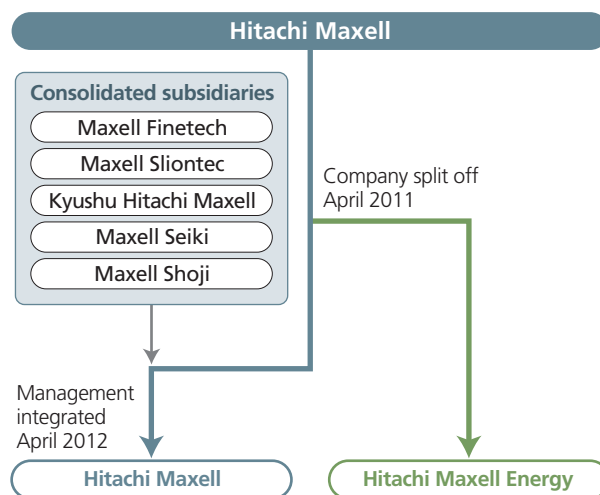 Hitachi Maxell
Consolidated subsidiaries
Maxell Finetech
Maxell Sliontec
Kyushu Hitachi Maxell
Maxell Seiki
Maxell Shoji
Company split off
April 2011
Management
integrated
April 2012
Hitachi Maxell
Hitachi Maxell Energy